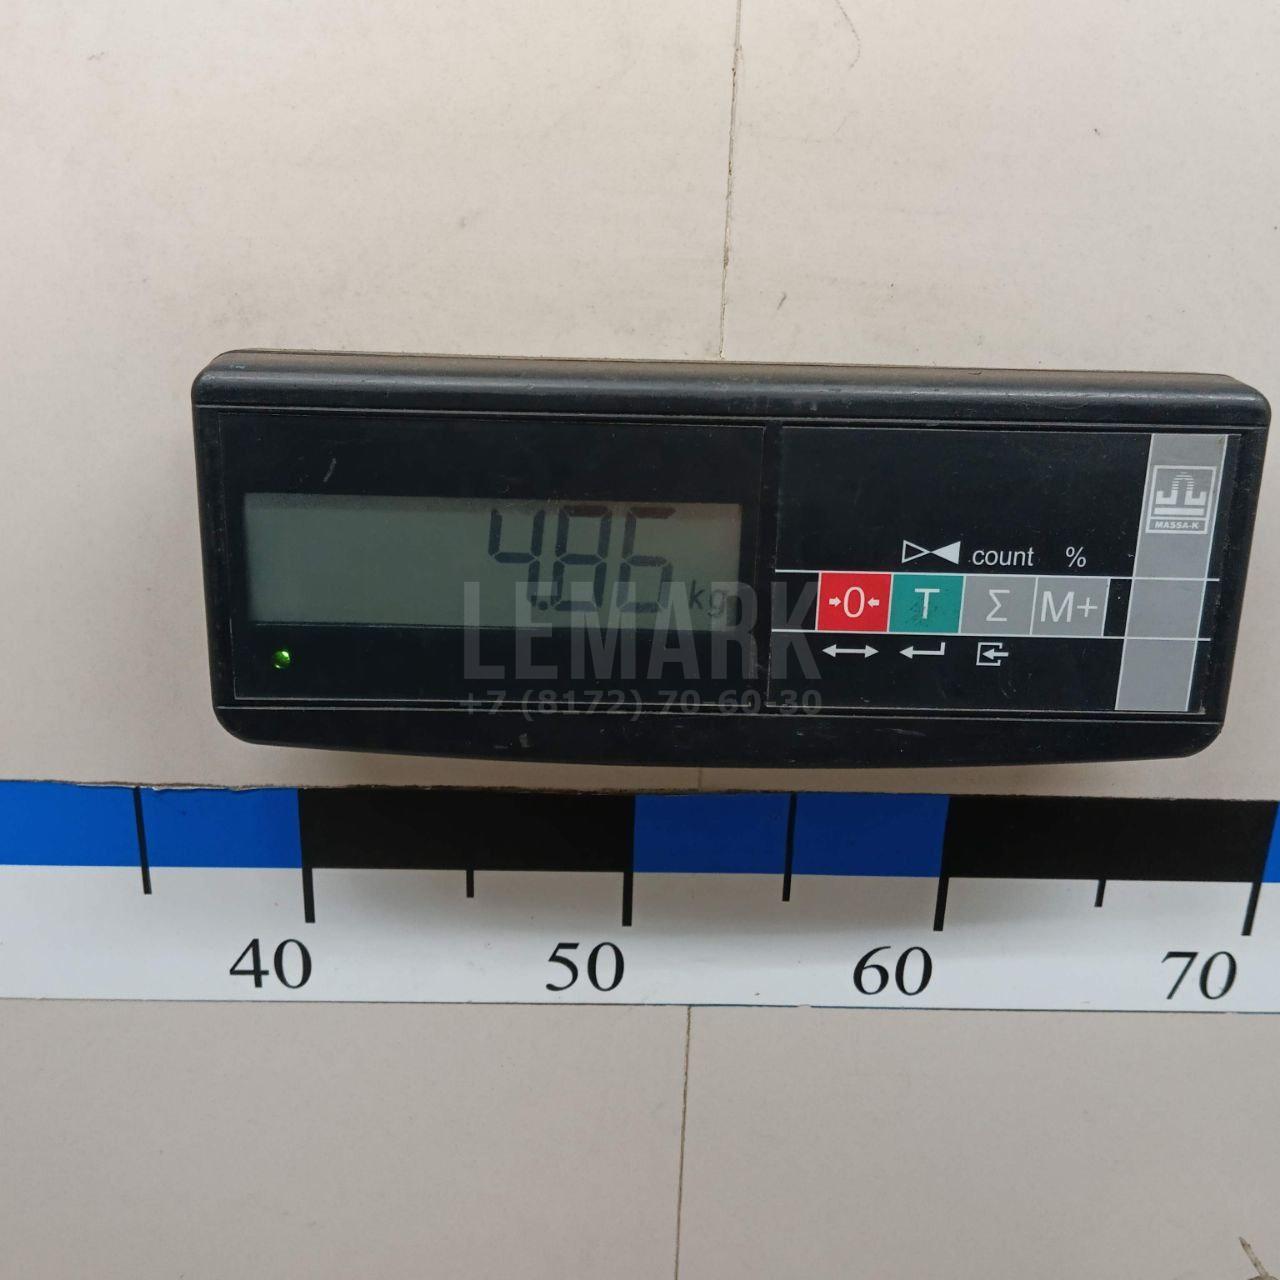 4.86 kg
MASSA-K
count %
→0← T Σ M+
LEMARK
+7 (8172) 70-60-30
40 50 60 70